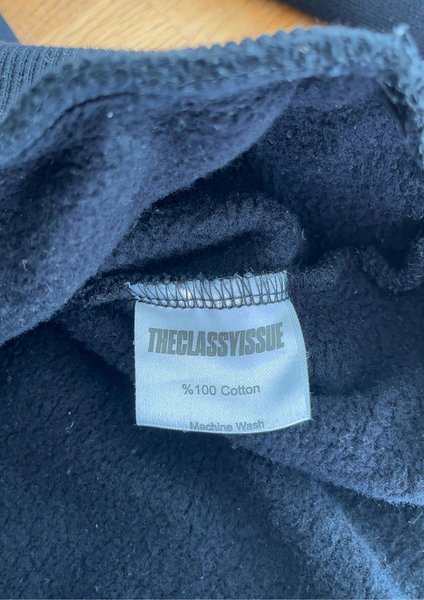 THECLASSYISSUE
%100 Cotton
Machine Wash